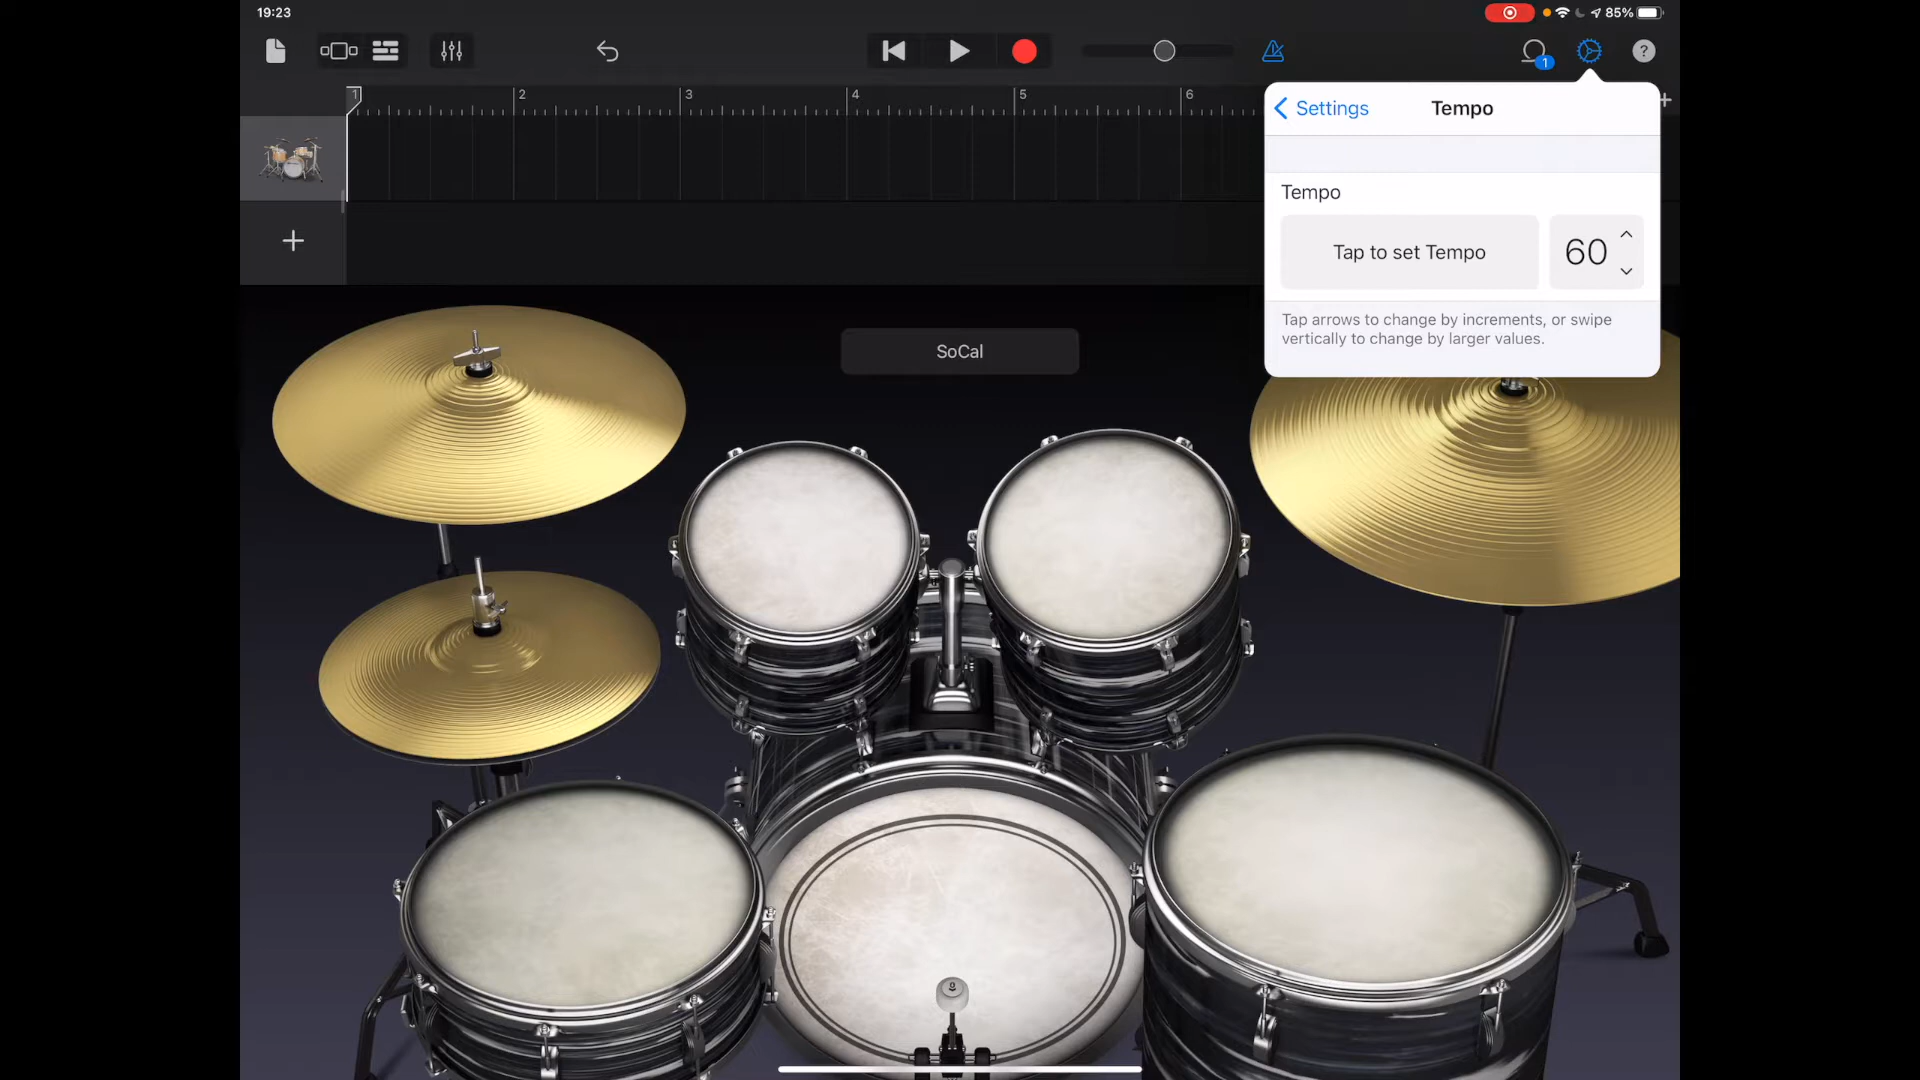 19:23
85%
1
?
1 2 3 4 5 6
Settings
Tempo
Tempo
Tap to set Tempo
60
Tap arrows to change by increments, or swipe
vertically to change by larger values.
SoCal